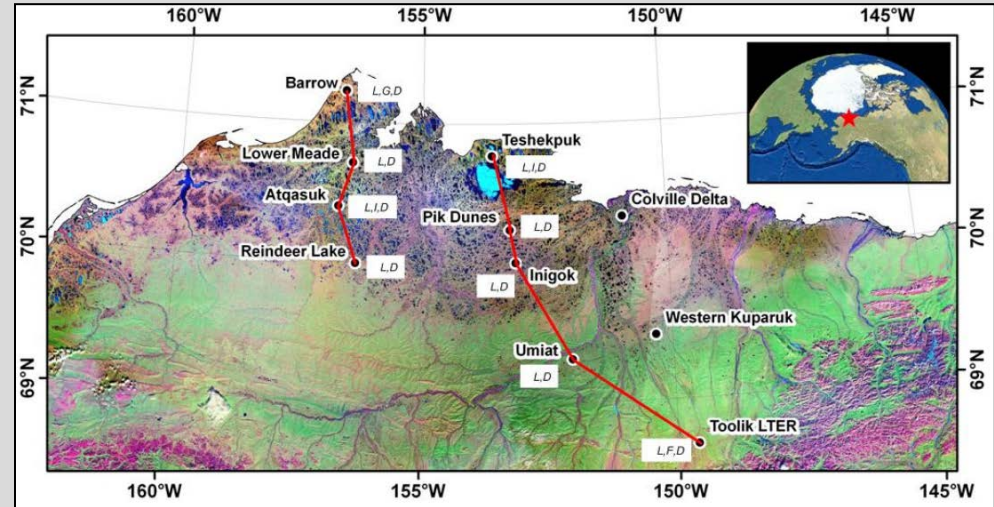 160°W 155°W 150°W 145°W
71°N
71°N
Barrow
L,G,D
Teshekpuk
Lower Meade
L,D
L,I,D
Atqasuk
L,I,D
Colville Delta
Pik Dunes
L,D
70°N
70°N
Reindeer Lake
L,D
Inigok
L,D
Western Kuparuk
Umiat
L,D
69°N
69°N
Toolik LTER
L,F,D
160°W 155°W 150°W 145°W